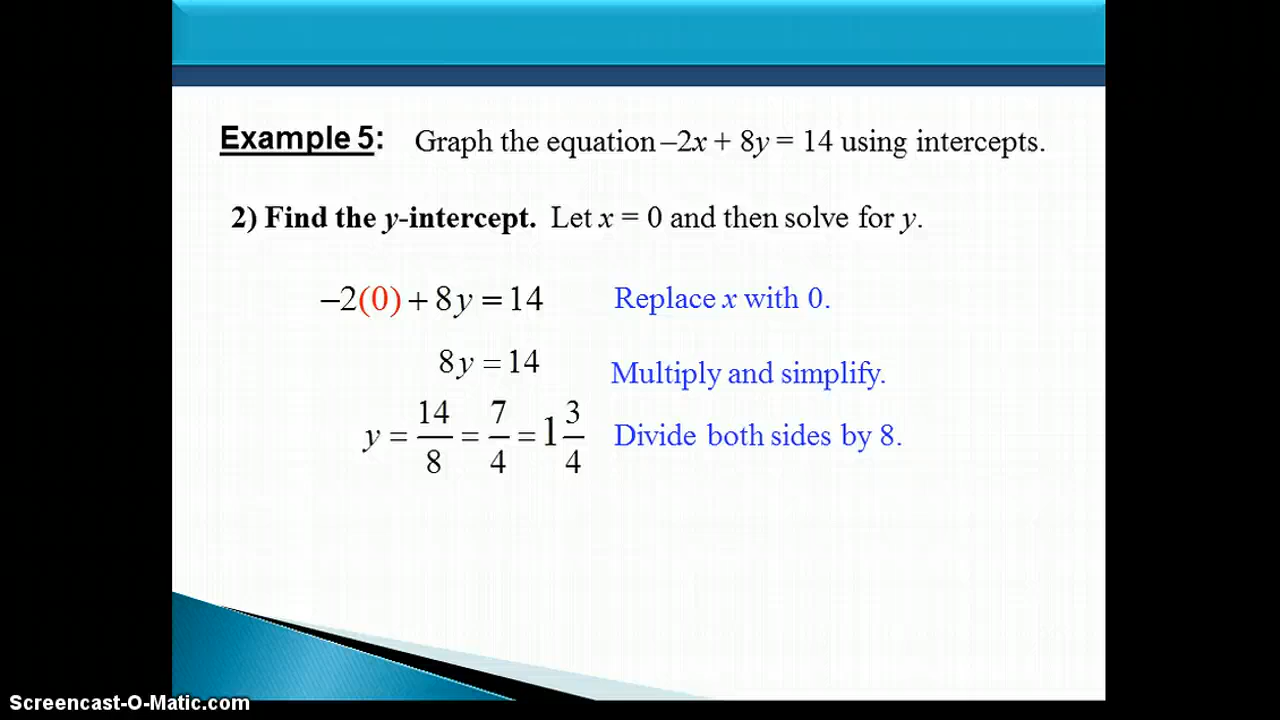 Example 5: Graph the equation –2x + 8y = 14 using intercepts.
2) Find the y-intercept. Let x = 0 and then solve for y.
−2(0) + 8y = 14 Replace x with 0.
8y = 14 Multiply and simplify.
y = 14/8 = 7/4 = 1 3/4 Divide both sides by 8.
Screencast-O-Matic.com